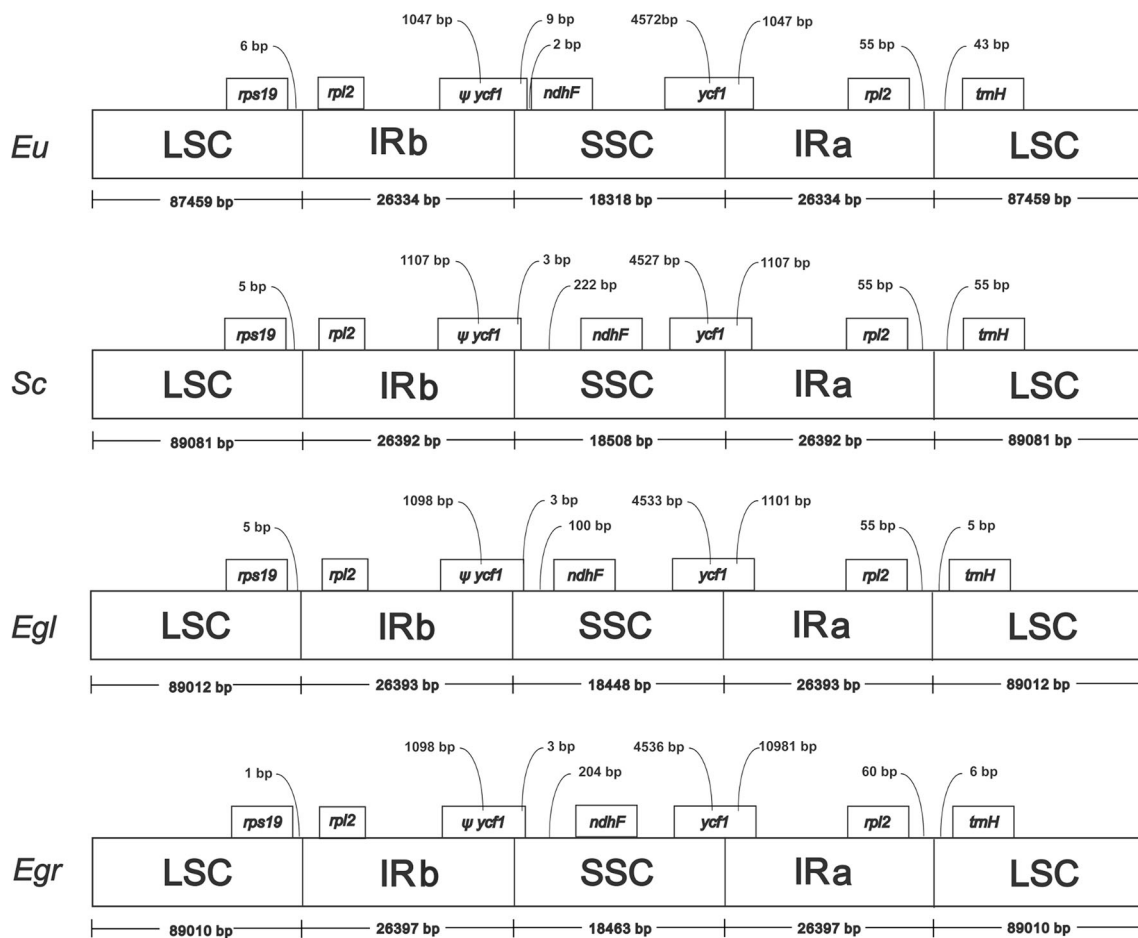 1047 bp 9 bp 4572bp 1047 bp
6 bp 2 bp 55 bp 43 bp
rps19 rpl2 ψ ycf1 ndhF ycf1 rpl2 trnH
Eu LSC IRb SSC IRa LSC
87459 bp 26334 bp 18318 bp 26334 bp 87459 bp
1107 bp 3 bp 4527 bp 1107 bp
5 bp 222 bp 55 bp 55 bp
rps19 rpl2 ψ ycf1 ndhF ycf1 rpl2 trnH
Sc LSC IRb SSC IRa LSC
89081 bp 26392 bp 18508 bp 26392 bp 89081 bp
1098 bp 3 bp 4533 bp 1101 bp
5 bp 100 bp 55 bp 5 bp
rps19 rpl2 ψ ycf1 ndhF ycf1 rpl2 trnH
Egl LSC IRb SSC IRa LSC
89012 bp 26393 bp 18448 bp 26393 bp 89012 bp
1098 bp 3 bp 4536 bp 10981 bp
1 bp 204 bp 60 bp 6 bp
rps19 rpl2 ψ ycf1 ndhF ycf1 rpl2 trnH
Egr LSC IRb SSC IRa LSC
89010 bp 26397 bp 18463 bp 26397 bp 89010 bp